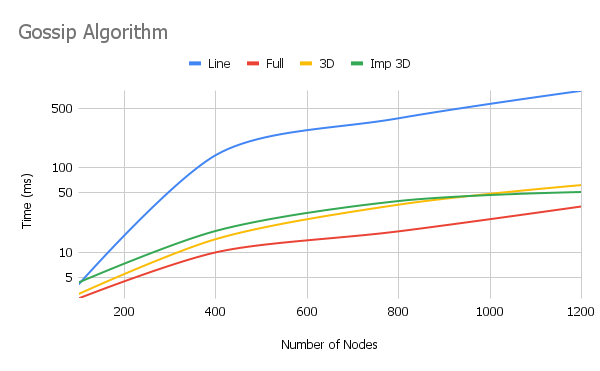 Gossip Algorithm
Line Full 3D Imp 3D
Time (ms)
500
100
50
10
5
200 400 600 800 1000 1200
Number of Nodes